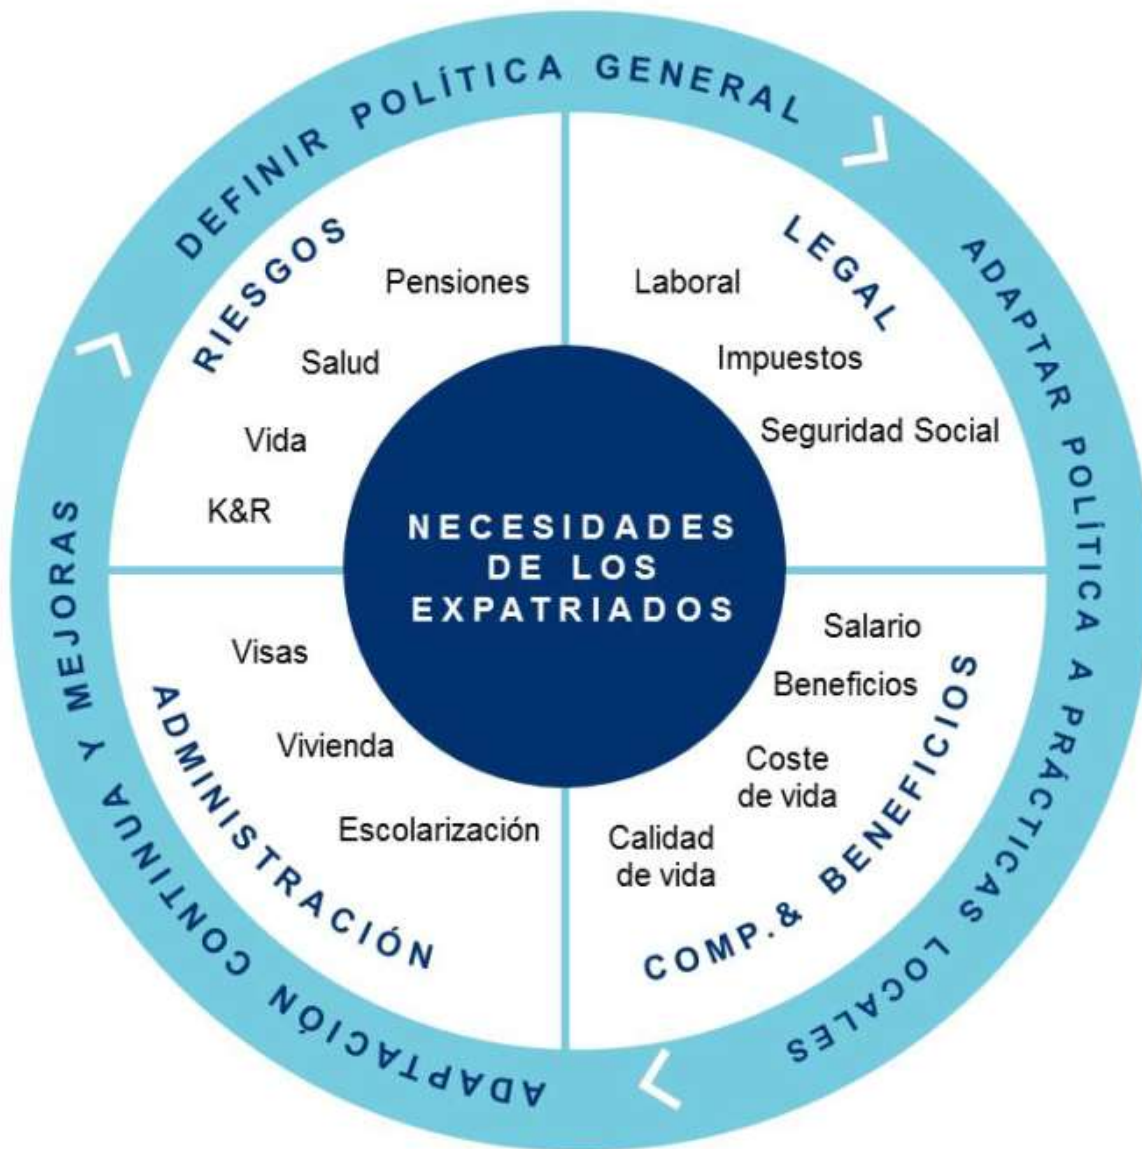 DEFINIR POLÍTICA GENERAL
ADAPTAR POLÍTICA A PRÁCTICAS LOCALES
ADAPTACIÓN CONTINUA Y MEJORAS
RIESGOS
Pensiones
Salud
Vida
K&R
LEGAL
Laboral
Impuestos
Seguridad Social
NECESIDADES
DE LOS
EXPATRIADOS
ADMINISTRACIÓN
Visas
Vivienda
Escolarización
COMP.& BENEFICIOS
Salario
Beneficios
Coste
de vida
Calidad
de vida